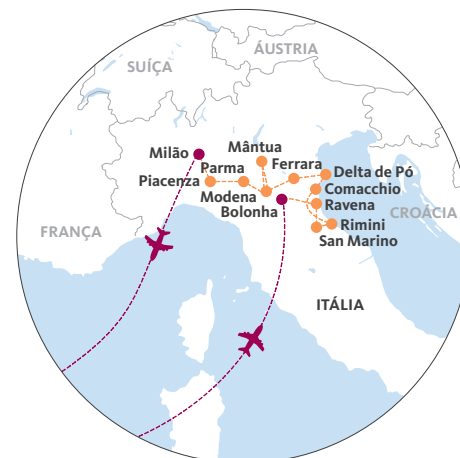 ÁUSTRIA
SUÍÇA
Milão
Mântua
Parma
Ferrara
Delta de Pó
Piacenza
Comacchio
Modena
Ravena
Bolonha
CROÁCIA
Rimini
FRANÇA
San Marino
ITÁLIA